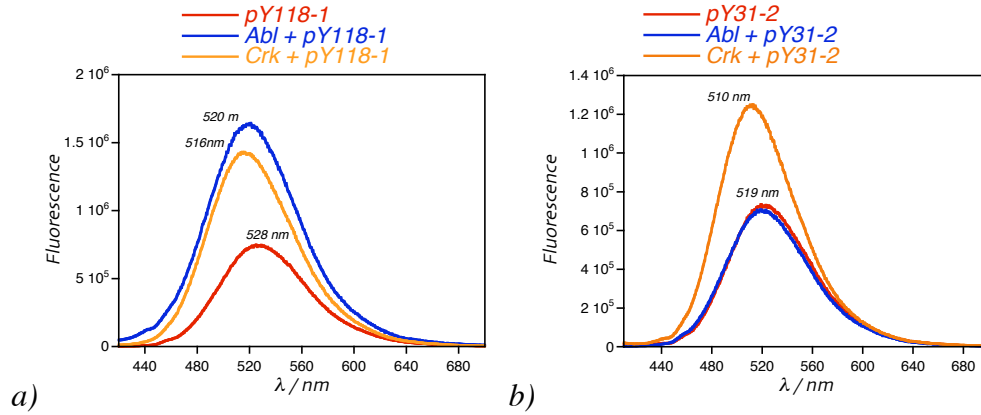 pY118-1
Abl + pY118-1
Crk + pY118-1
2 10⁶
1.5 10⁶
1 10⁶
5 10⁵
0
Fluorescence
520 m
516nm
528 nm
440 480 520 560 600 640 680
λ / nm
a)
pY31-2
Abl + pY31-2
Crk + pY31-2
1.4 10⁶
1.2 10⁶
1 10⁶
8 10⁵
6 10⁵
4 10⁵
2 10⁵
0
Fluorescence
510 nm
519 nm
440 480 520 560 600 640 680
λ / nm
b)